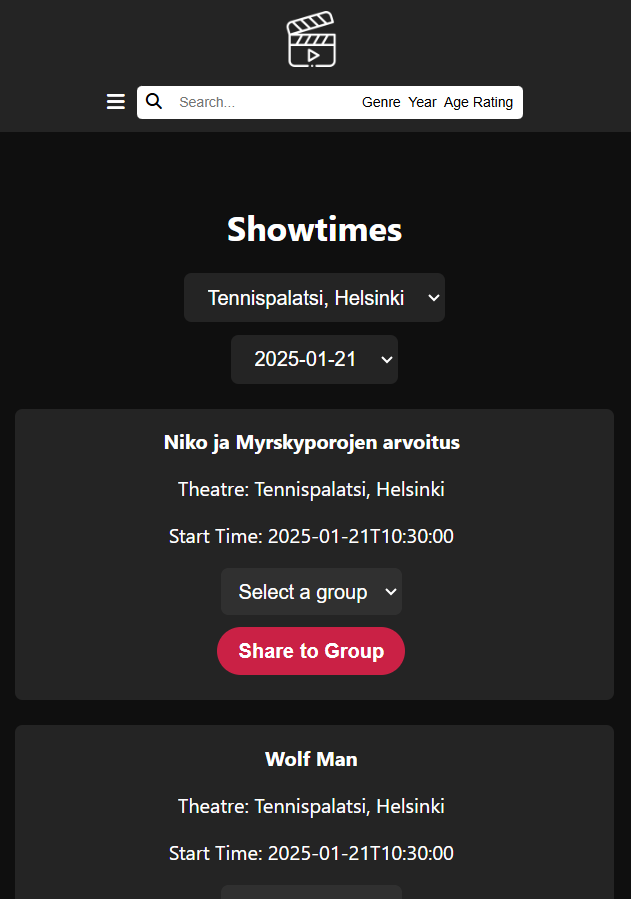 Search... Genre Year Age Rating
Showtimes
Tennispalatsi, Helsinki
2025-01-21
Niko ja Myrskyporojen arvoitus
Theatre: Tennispalatsi, Helsinki
Start Time: 2025-01-21T10:30:00
Select a group
Share to Group
Wolf Man
Theatre: Tennispalatsi, Helsinki
Start Time: 2025-01-21T10:30:00